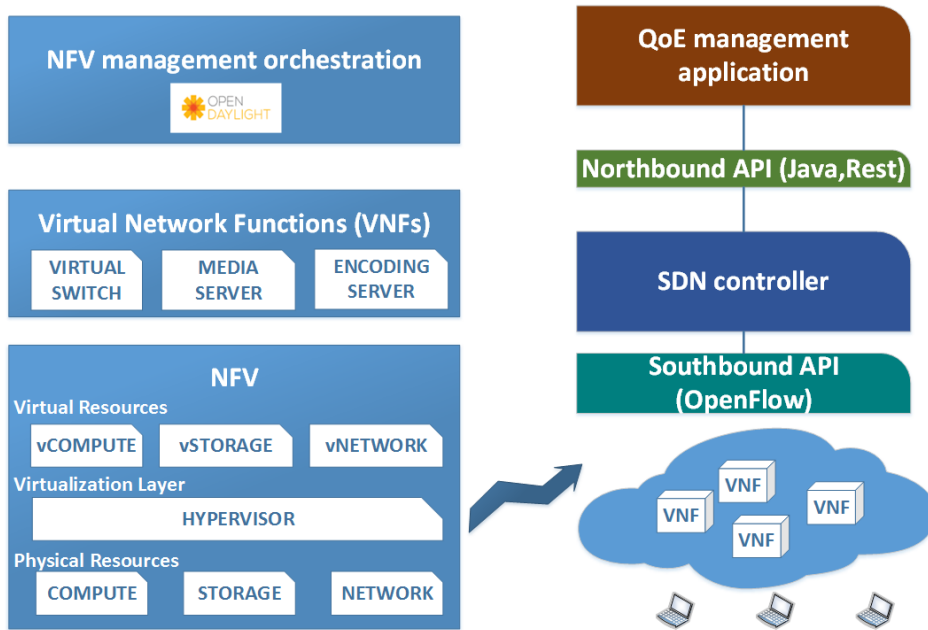 NFV management orchestration
OPEN
DAYLIGHT
Virtual Network Functions (VNFs)
VIRTUAL
SWITCH
MEDIA
SERVER
ENCODING
SERVER
NFV
Virtual Resources
vCOMPUTE
vSTORAGE
vNETWORK
Virtualization Layer
HYPERVISOR
Physical Resources
COMPUTE
STORAGE
NETWORK
QoE management
application
Northbound API (Java,Rest)
SDN controller
Southbound API
(OpenFlow)
VNF
VNF
VNF
VNF